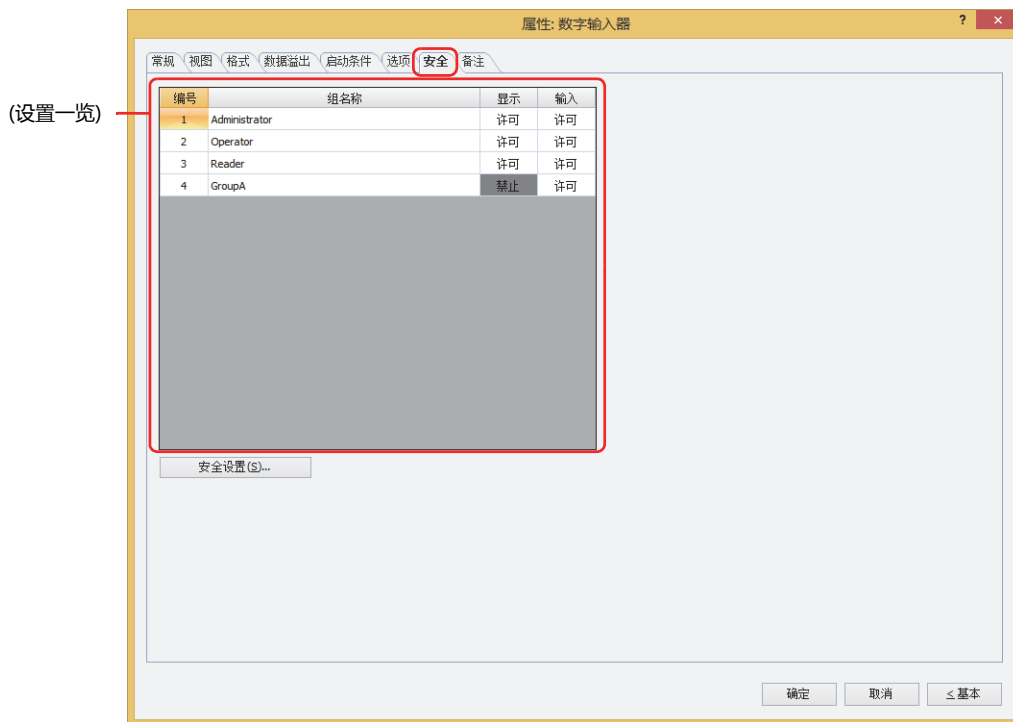 属性: 数字输入器
? ×
常规 视图 格式 数据溢出 启动条件 选项 安全 备注
(设置一览)
编号 组名称 显示 输入
1 Administrator 许可 许可
2 Operator 许可 许可
3 Reader 许可 许可
4 GroupA 禁止 许可
安全设置(S)...
确定 取消 ≤基本